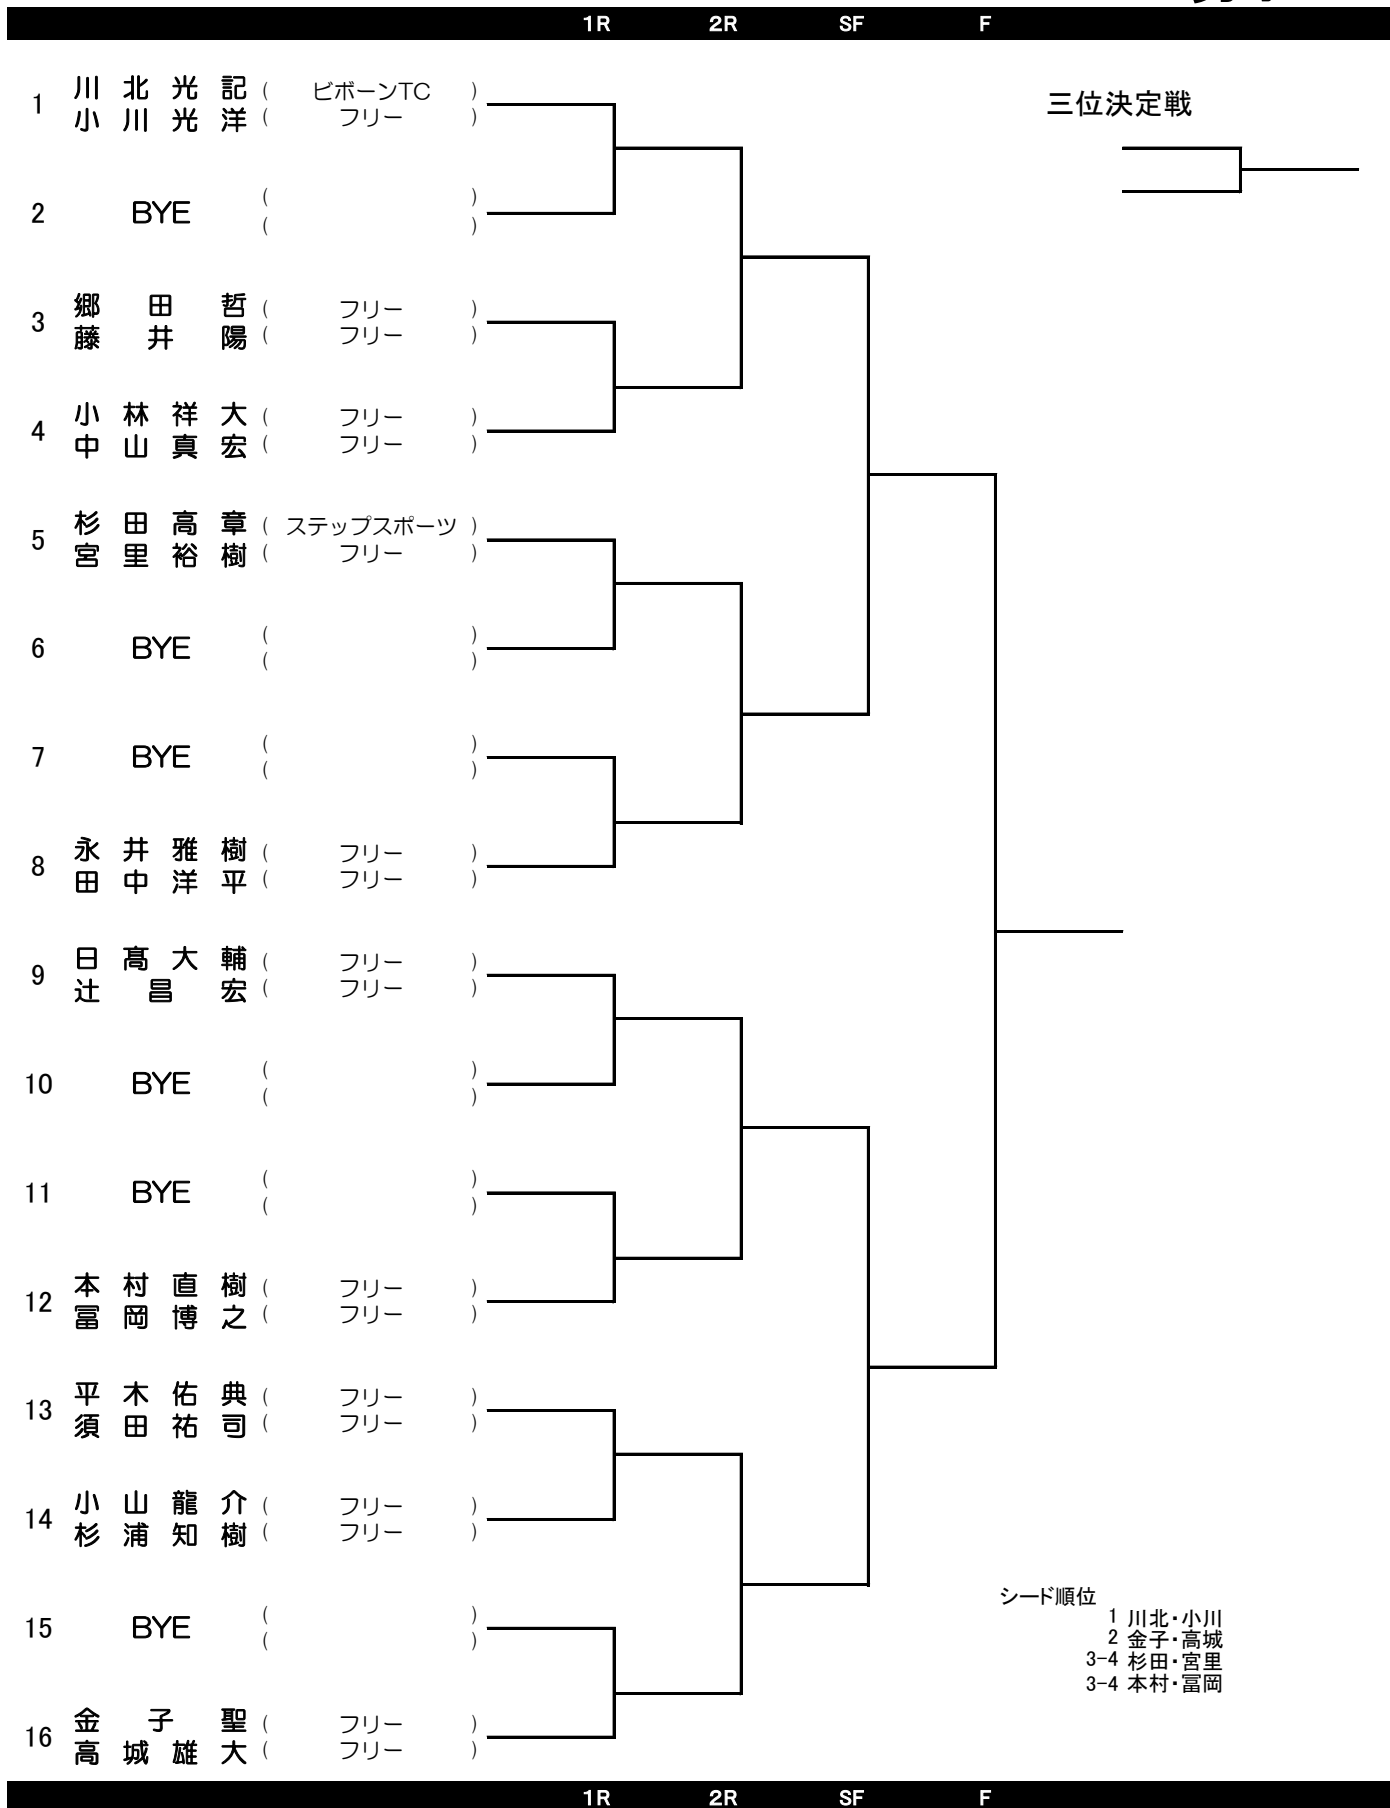 1R 2R SF F
1 川北光記 ( ビボーンTC )
小川光洋 ( フリー )
三位決定戦
2 BYE ( )
( )
3 郷田哲 ( フリー )
藤井陽 ( フリー )
4 小林祥大 ( フリー )
中山真宏 ( フリー )
5 杉田高章 ( ステップスポーツ )
宮里裕樹 ( フリー )
6 BYE ( )
( )
7 BYE ( )
( )
8 永井雅樹 ( フリー )
田中洋平 ( フリー )
9 日髙大輔 ( フリー )
辻昌宏 ( フリー )
10 BYE ( )
( )
11 BYE ( )
( )
12 本村直樹 ( フリー )
冨岡博之 ( フリー )
13 平木佑典 ( フリー )
須田祐司 ( フリー )
14 小山龍介 ( フリー )
杉浦知樹 ( フリー )
15 BYE ( )
( )
16 金子聖 ( フリー )
高城雄大 ( フリー )
シード順位
1 川北・小川
2 金子・高城
3-4 杉田・宮里
3-4 本村・冨岡
1R 2R SF F